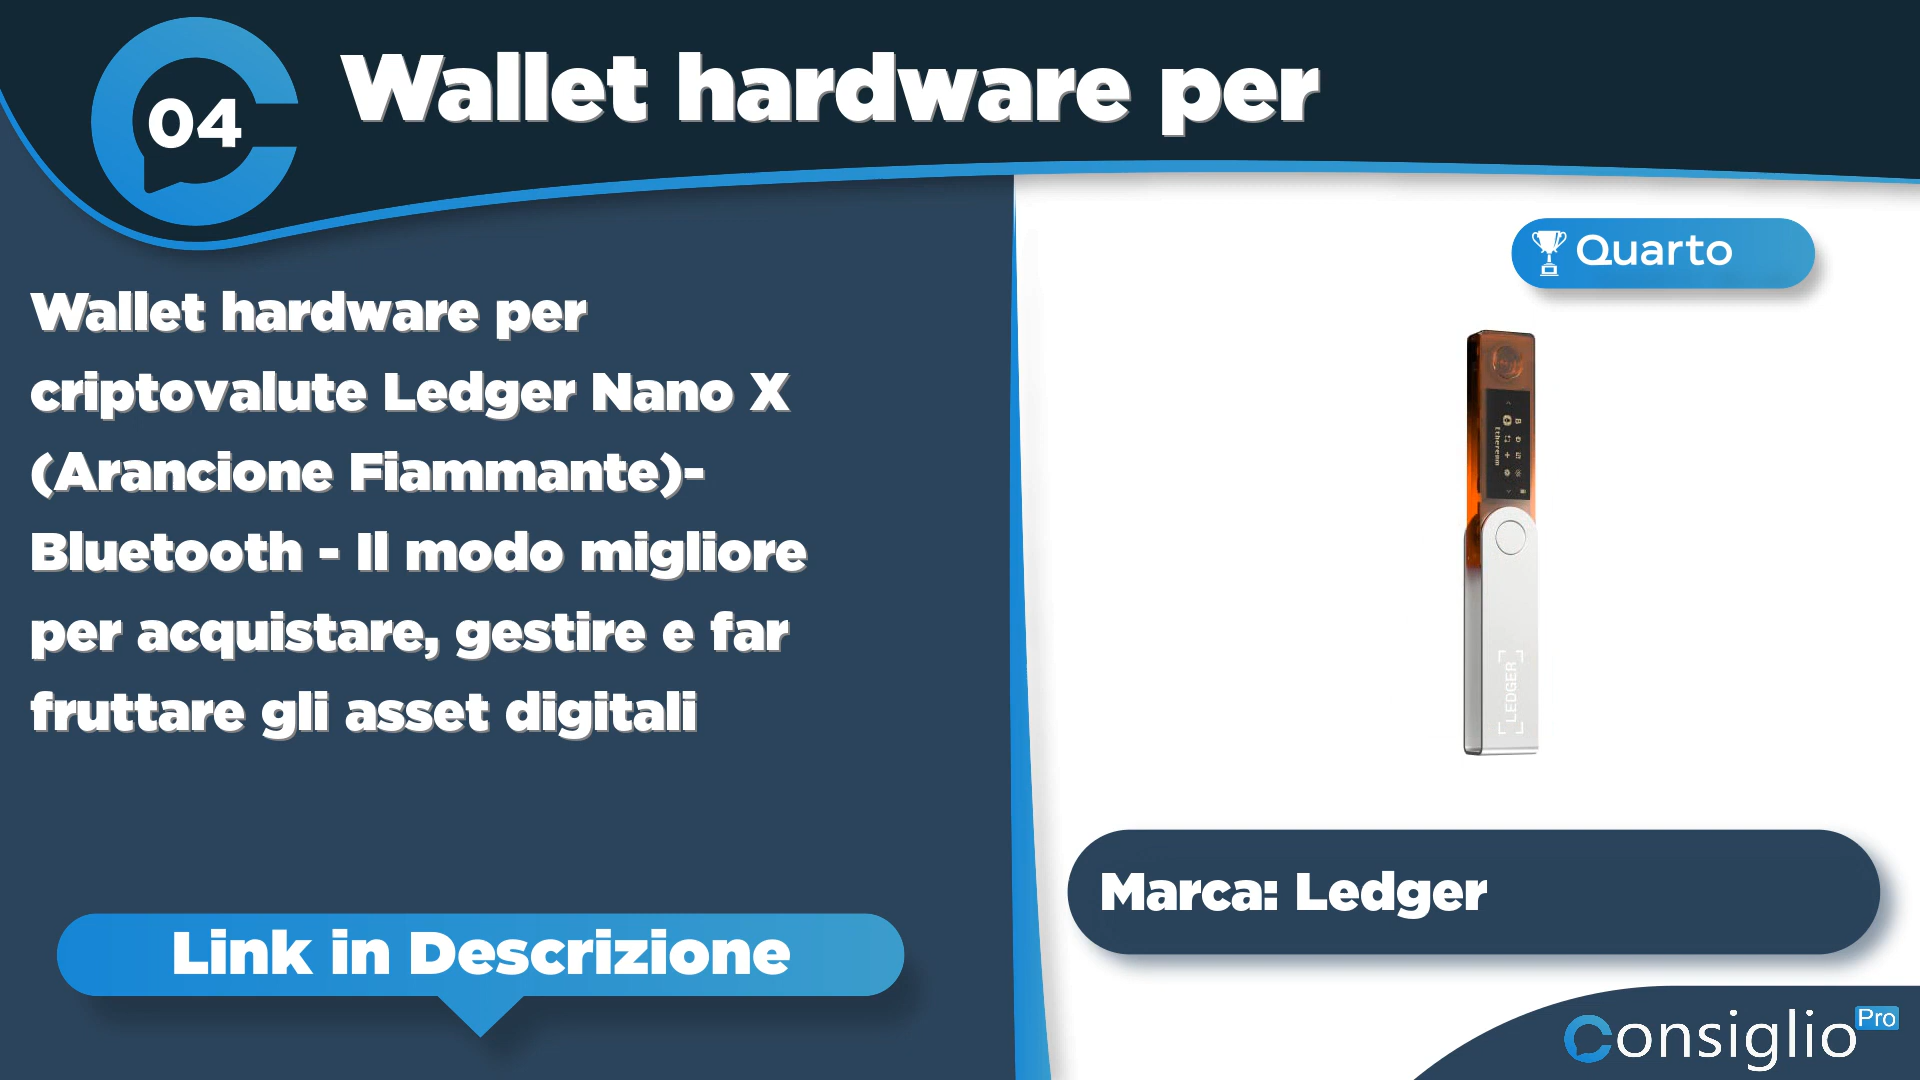 04
Wallet hardware per
Quarto
Wallet hardware per
criptovalute Ledger Nano X
(Arancione Fiammante)-
Bluetooth - Il modo migliore
per acquistare, gestire e far
fruttare gli asset digitali
Ethereum
LEDGER
Marca: Ledger
Link in Descrizione
Consiglio Pro